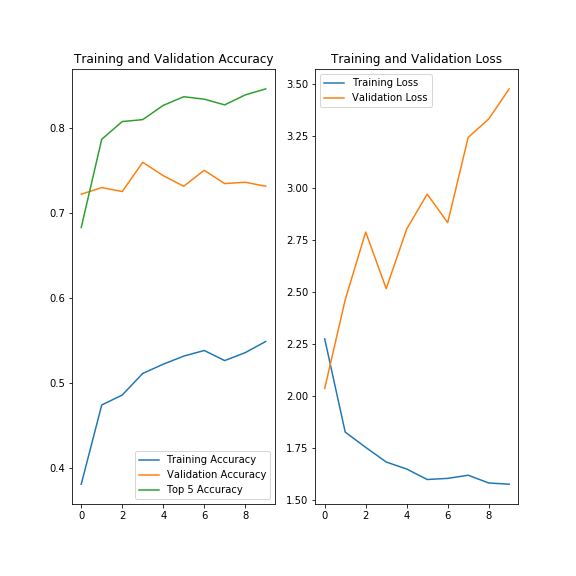 Training and Validation Accuracy
0.8
0.7
0.6
0.5
0.4
0 2 4 6 8
Training Accuracy
Validation Accuracy
Top 5 Accuracy
Training and Validation Loss
3.50
3.25
3.00
2.75
2.50
2.25
2.00
1.75
1.50
0 2 4 6 8
Training Loss
Validation Loss